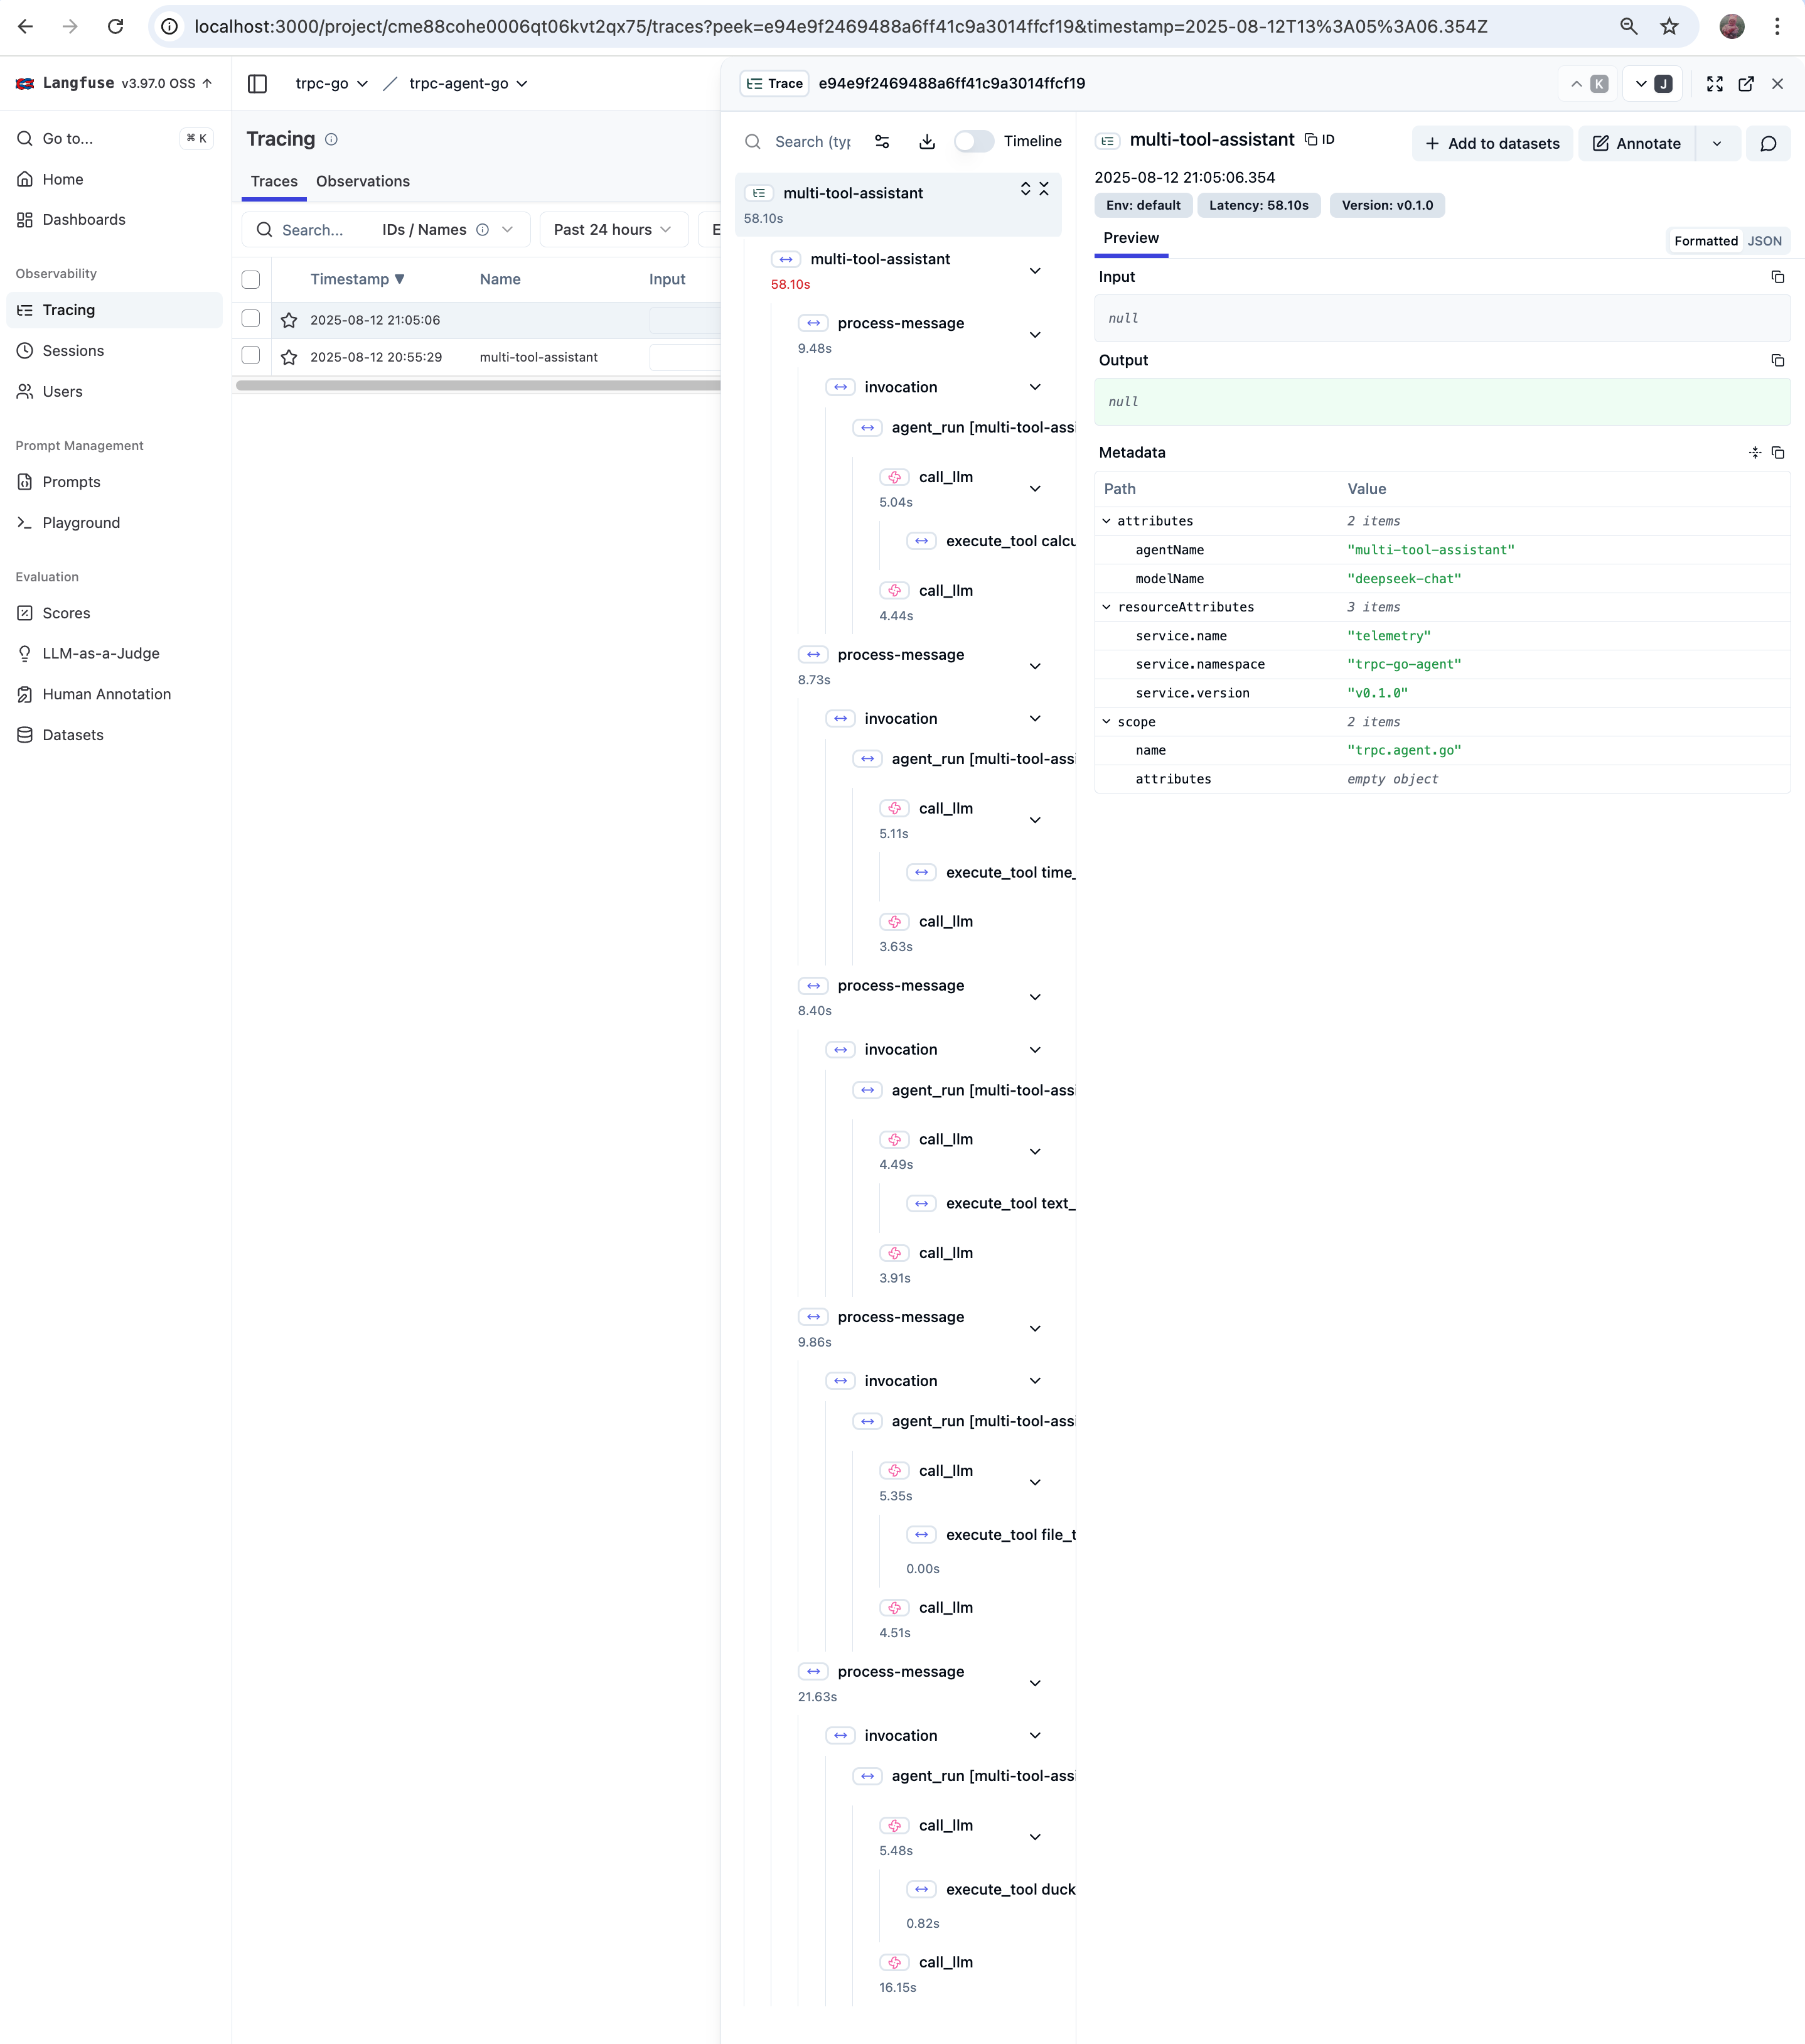 localhost:3000/project/cme88cohe0006qt06kvt2qx75/traces?peek=e94e9f2469488a6ff41c9a3014ffcf19&timestamp=2025-08-12T13%3A05%3A06.354Z
Langfuse v3.97.0 OSS
Go to... ⌘ K
Home
Dashboards
Observability
Tracing
Sessions
Users
Prompt Management
Prompts
Playground
Evaluation
Scores
LLM-as-a-Judge
Human Annotation
Datasets
trpc-go / trpc-agent-go
Tracing
Traces Observations
Search... IDs / Names Past 24 hours E
Timestamp ▼ Name Input
2025-08-12 21:05:06
2025-08-12 20:55:29 multi-tool-assistant
Trace e94e9f2469488a6ff41c9a3014ffcf19 K J
Search (typ Timeline
multi-tool-assistant
58.10s
multi-tool-assistant
58.10s
process-message
9.48s
invocation
agent_run [multi-tool-ass
call_llm
5.04s
execute_tool calcu
call_llm
4.44s
process-message
8.73s
invocation
agent_run [multi-tool-ass
call_llm
5.11s
execute_tool time_
call_llm
3.63s
process-message
8.40s
invocation
agent_run [multi-tool-ass
call_llm
4.49s
execute_tool text_
call_llm
3.91s
process-message
9.86s
invocation
agent_run [multi-tool-ass
call_llm
5.35s
execute_tool file_t
0.00s
call_llm
4.51s
process-message
21.63s
invocation
agent_run [multi-tool-ass
call_llm
5.48s
execute_tool duck
0.82s
call_llm
16.15s
multi-tool-assistant ID
Add to datasets Annotate
2025-08-12 21:05:06.354
Env: default Latency: 58.10s Version: v0.1.0
Preview
Formatted JSON
Input
null
Output
null
Metadata
Path Value
attributes 2 items
agentName "multi-tool-assistant"
modelName "deepseek-chat"
resourceAttributes 3 items
service.name "telemetry"
service.namespace "trpc-go-agent"
service.version "v0.1.0"
scope 2 items
name "trpc.agent.go"
attributes empty object